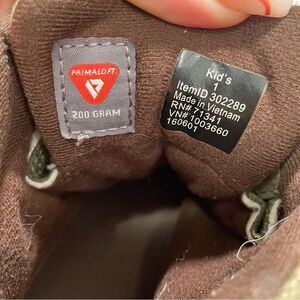 PRIMALOFT
200 GRAM
Kid's
1
ItemID 302289
Made in Vietnam
RN# 71341
VN# 1003660
160601